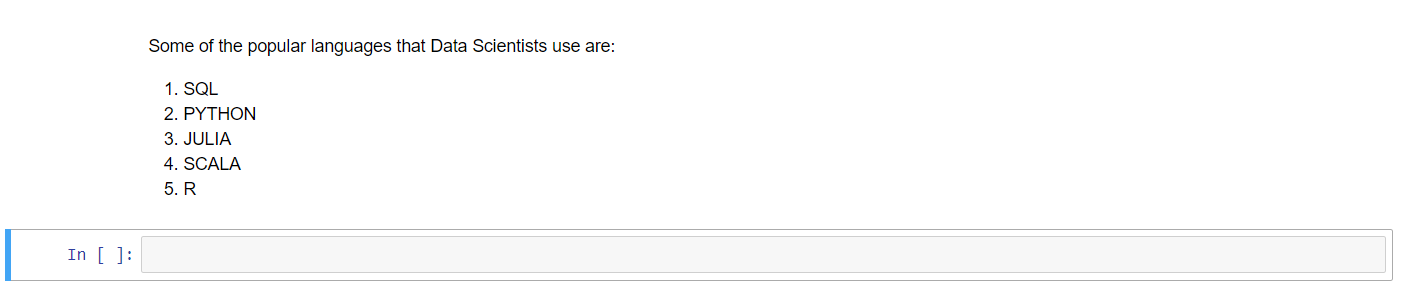 Some of the popular languages that Data Scientists use are:
1. SQL
2. PYTHON
3. JULIA
4. SCALA
5. R
In [ ]: